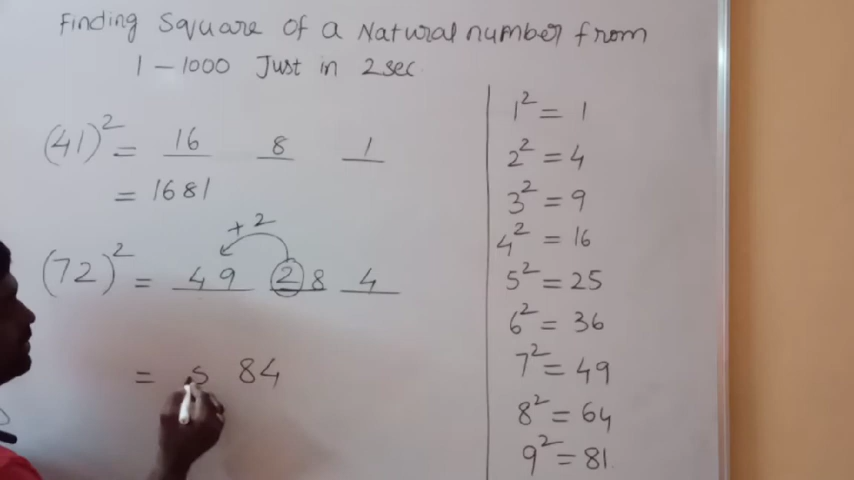 Finding Square of a Natural number from
1 - 1000 Just in 2 sec
(41)² = 16 8 1
= 1681
+ 2
(72)² = 49 28 4
= 5 84
1² = 1
2² = 4
3² = 9
4² = 16
5² = 25
6² = 36
7² = 49
8² = 64
9² = 81